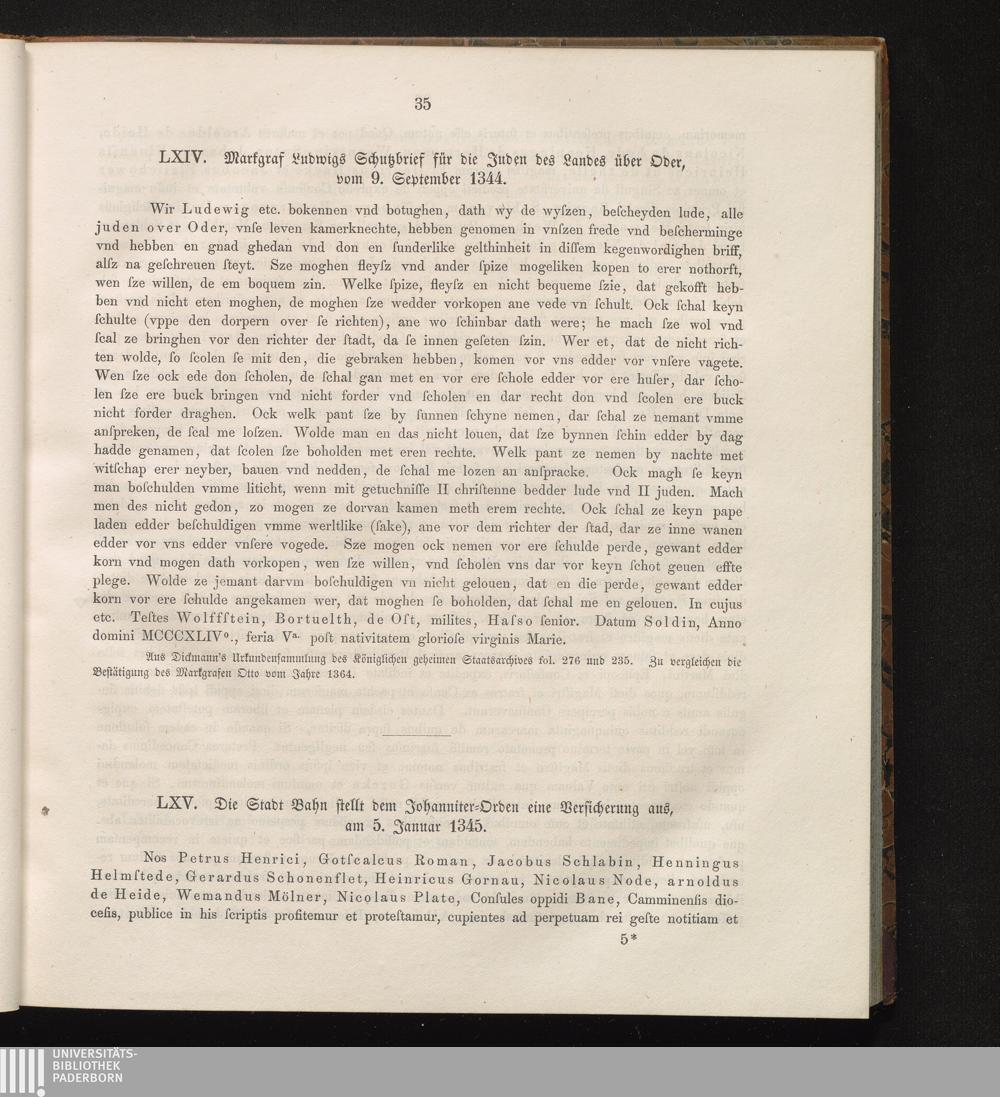 35
LXIV. Markgraf Ludwigs Schutzbrief für die Juden des Landes über Oder,
vom 9. September 1344.
Wir Ludewig etc. bokennen vnd botughen, dath wy de wyſzen, beſcheyden lude, alle
juden over Oder, vnſe leven kamerknechte, hebben genomen in vnſzen frede vnd beſcherminge
vnd hebben en gnad ghedan vnd don en ſunderlike gelthinheit in diſſem kegenwordighen briff,
alſz na geſchreuen ſteyt. Sze moghen fleyſz vnd ander ſpize mogeliken kopen to erer nothorft,
wen ſze willen, de em boquem zin. Welke ſpize, fleyſz en nicht bequeme ſzie, dat gekofft heb-
ben vnd nicht eten moghen, de moghen ſze wedder vorkopen ane vede vn ſchult. Ock ſchal keyn
ſchulte (vppe den dorpern over ſe richten), ane wo ſchinbar dath were; he mach ſze wol vnd
ſcal ze bringhen vor den richter der ſtadt, da ſe innen geſeten ſzin. Wer et, dat de nicht rich-
ten wolde, ſo ſcolen ſe mit den, die gebraken hebben, komen vor vns edder vor vnſere vagete.
Wen ſze ock ede don ſcholen, de ſchal gan met en vor ere ſchole edder vor ere huſer, dar ſcho-
len ſze ere buck bringen vnd nicht forder vnd ſcholen en dar recht don vnd ſcolen ere buck
nicht forder draghen. Ock welk pant ſze by ſunnen ſchyne nemen, dar ſchal ze nemant vmme
anſpreken, de ſcal me loſzen. Wolde man en das nicht louen, dat ſze bynnen ſchin edder by dag
hadde genamen, dat ſcolen ſze boholden met eren rechte. Welk pant ze nemen by nachte met
witſchap erer neyber, bauen vnd nedden, de ſchal me lozen an anſpracke. Ock magh ſe keyn
man boſchulden vmme liticht, wenn mit getuchniſſe II chriſtenne bedder lude vnd II juden. Mach
men des nicht gedon, zo mogen ze dorvan kamen meth erem rechte. Ock ſchal ze keyn pape
laden edder beſchuldigen vmme werltlike (ſake), ane vor dem richter der ſtad, dar ze inne wanen
edder vor vns edder vnſere vogede. Sze mogen ock nemen vor ere ſchulde perde, gewant edder
korn vnd mogen dath vorkopen, wen ſze willen, vnd ſcholen vns dar vor keyn ſchot geuen effte
plege. Wolde ze jemant darvm boſchuldigen vn nicht gelouen, dat en die perde, gewant edder
korn vor ere ſchulde angekamen wer, dat moghen ſe boholden, dat ſchal me en gelouen. In cujus
etc. Teſtes Wolffſtein, Bortuelth, de Oſt, milites, Haſso ſenior. Datum Soldin, Anno
domini MCCCXLIVº., feria Vª. poſt nativitatem glorioſe virginis Marie.
Aus Dickmann's Urkundensammlung des Königlichen geheimen Staatsarchives fol. 276 und 235. Zu vergleichen die
Bestätigung des Markgrafen Otto vom Jahre 1364.
LXV. Die Stadt Bahn stellt dem Johanniter-Orden eine Versicherung aus,
am 5. Januar 1345.
Nos Petrus Henrici, Gotſcalcus Roman, Jacobus Schlabin, Henningus
Helmſtede, Gerardus Schonenflet, Heinricus Gornau, Nicolaus Node, arnoldus
de Heide, Wemandus Mölner, Nicolaus Plate, Conſules oppidi Bane, Camminenſis dio-
ceſis, publice in his ſcriptis profitemur et proteſtamur, cupientes ad perpetuam rei geſte notitiam et
5*
UNIVERSITÄTS-
BIBLIOTHEK
PADERBORN